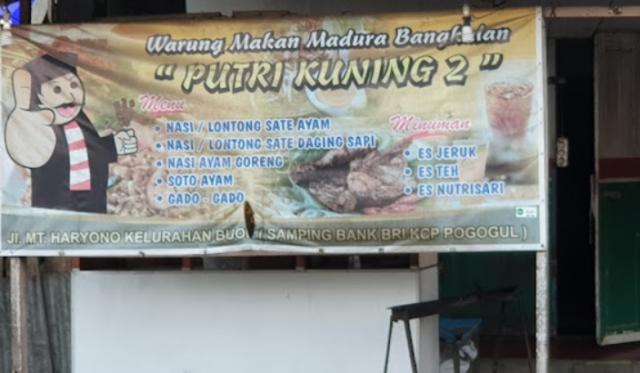 Warung Makan Madura Bangkalan
" PUTRI KUNING 2 "
Menu
• NASI // LONTONG SATE AYAM
• NASI // LONTONG SATE DAGING SAPI
• NASI AYAM GORENG
• SOTO AYAM
• GADO - GADO
Minuman
• ES JERUK
• ES TEH
• ES NUTRISARI
Jl. MT. HARYONO KELURAHAN BUOL ( SAMPING BANK BRI KCP POGOGUL )